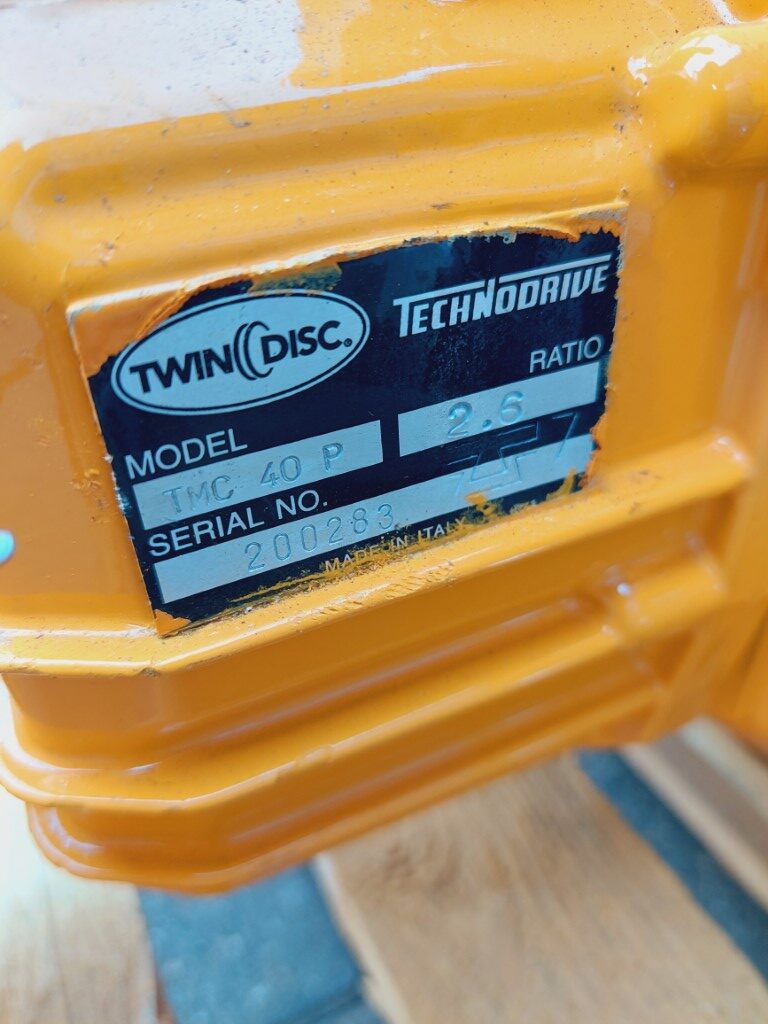 TWIN DISC®
TECHNODRIVE
MODEL
RATIO
TMC 40 P
2.6
SERIAL NO.
200283
MADE IN ITALY